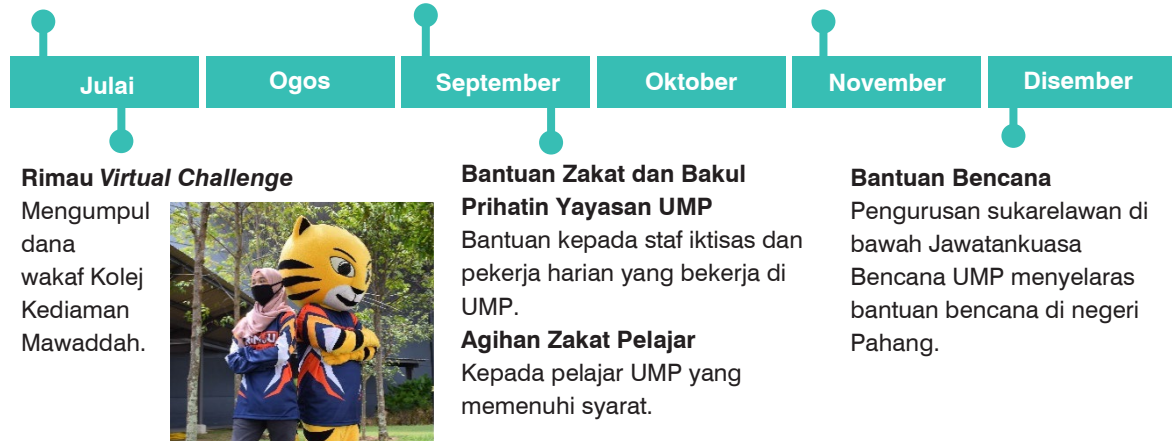 Julai
Ogos
September
Oktober
November
Disember
Rimau Virtual Challenge
Mengumpul
dana
wakaf Kolej
Kediaman
Mawaddah.
Bantuan Zakat dan Bakul
Prihatin Yayasan UMP
Bantuan kepada staf iktisas dan
pekerja harian yang bekerja di
UMP.
Agihan Zakat Pelajar
Kepada pelajar UMP yang
memenuhi syarat.
Bantuan Bencana
Pengurusan sukarelawan di
bawah Jawatankuasa
Bencana UMP menyelaras
bantuan bencana di negeri
Pahang.